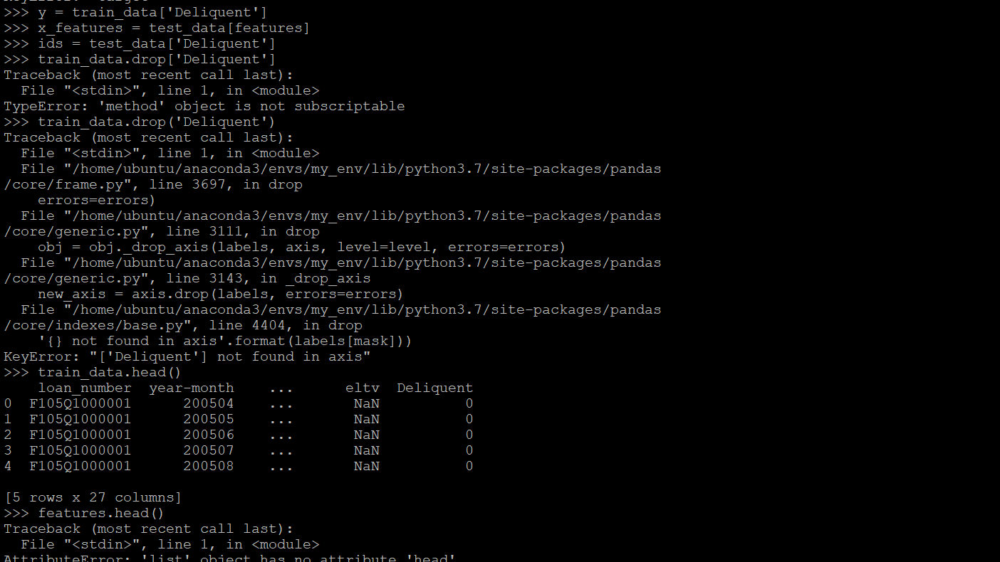 KeyError: 'target'
>>> y = train_data['Deliquent']
>>> x_features = test_data[features]
>>> ids = test_data['Deliquent']
>>> train_data.drop['Deliquent']
Traceback (most recent call last):
  File "<stdin>", line 1, in <module>
TypeError: 'method' object is not subscriptable
>>> train_data.drop('Deliquent')
Traceback (most recent call last):
  File "<stdin>", line 1, in <module>
  File "/home/ubuntu/anaconda3/envs/my_env/lib/python3.7/site-packages/pandas
/core/frame.py", line 3697, in drop
    errors=errors)
  File "/home/ubuntu/anaconda3/envs/my_env/lib/python3.7/site-packages/pandas
/core/generic.py", line 3111, in drop
    obj = obj._drop_axis(labels, axis, level=level, errors=errors)
  File "/home/ubuntu/anaconda3/envs/my_env/lib/python3.7/site-packages/pandas
/core/generic.py", line 3143, in _drop_axis
    new_axis = axis.drop(labels, errors=errors)
  File "/home/ubuntu/anaconda3/envs/my_env/lib/python3.7/site-packages/pandas
/core/indexes/base.py", line 4404, in drop
    '{} not found in axis'.format(labels[mask]))
KeyError: "['Deliquent'] not found in axis"
>>> train_data.head()
    loan_number  year-month    ...      eltv  Deliquent
0  F105Q1000001      200504    ...       NaN          0
1  F105Q1000001      200505    ...       NaN          0
2  F105Q1000001      200506    ...       NaN          0
3  F105Q1000001      200507    ...       NaN          0
4  F105Q1000001      200508    ...       NaN          0
[5 rows x 27 columns]
>>> features.head()
Traceback (most recent call last):
  File "<stdin>", line 1, in <module>
AttributeError: 'list' object has no attribute 'head'